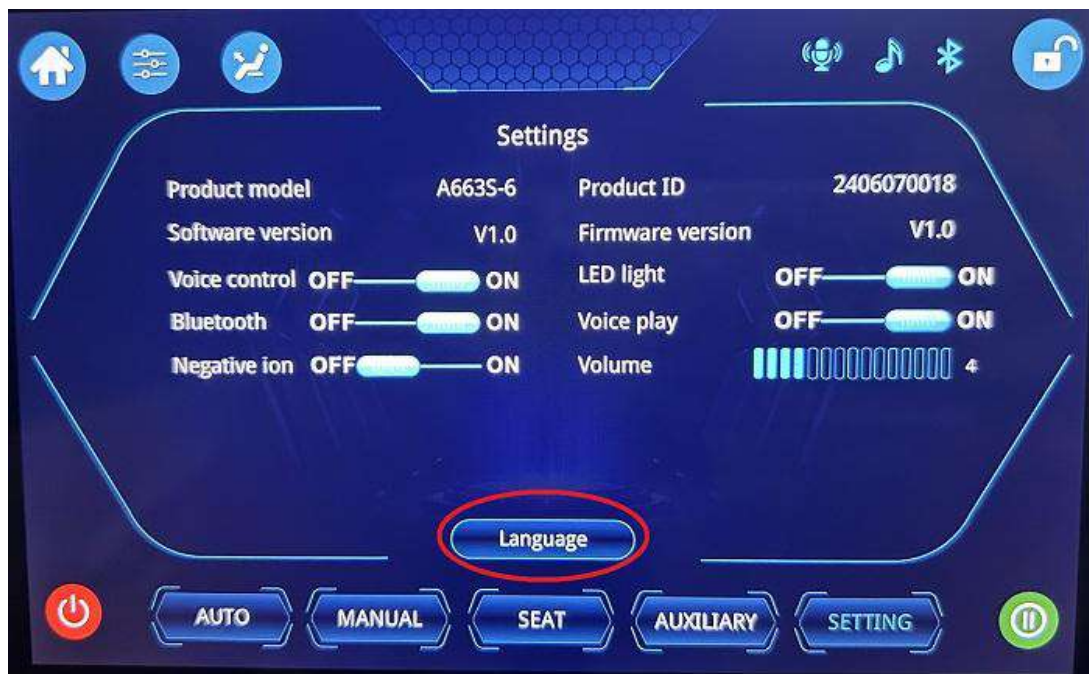 Settings
Product model A663S-6 Product ID 2406070018
Software version V1.0 Firmware version V1.0
Voice control OFF ON LED light OFF ON
Bluetooth OFF ON Voice play OFF ON
Negative ion OFF ON Volume 4
Language
AUTO MANUAL SEAT AUXILIARY SETTING